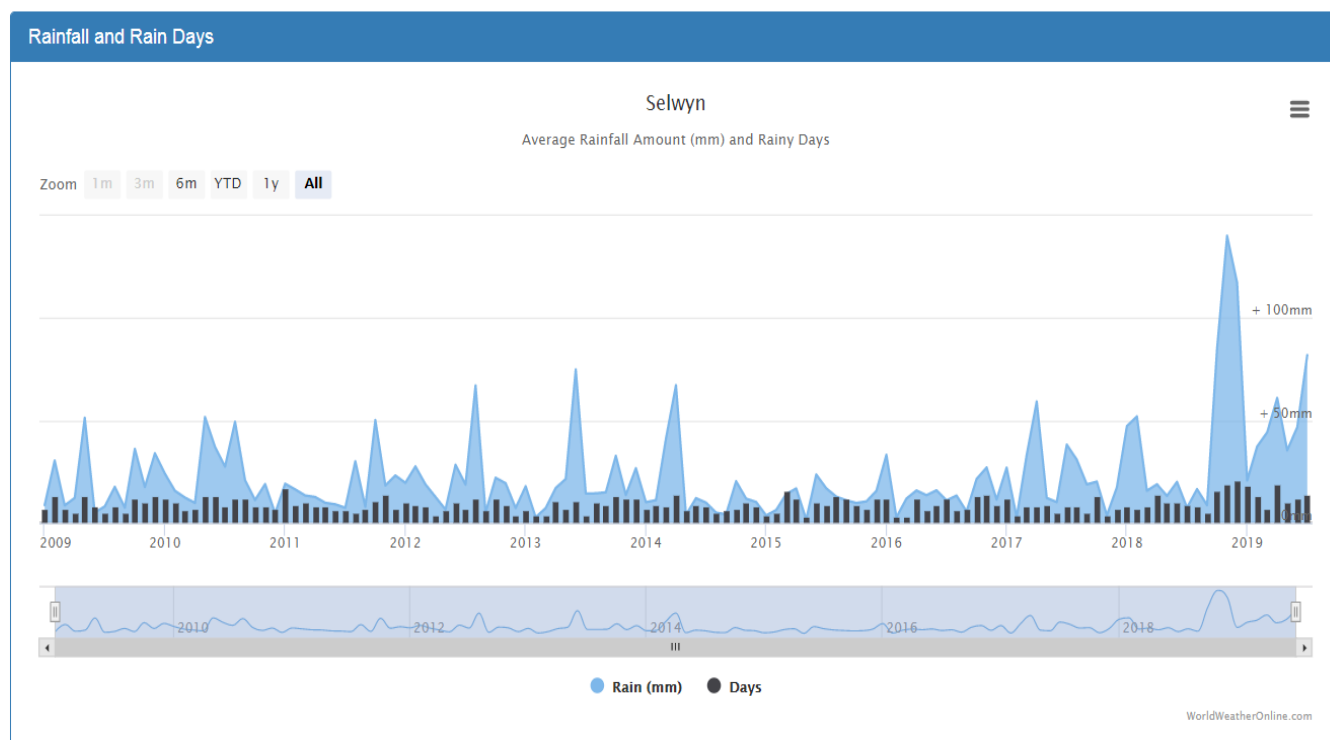 Rainfall and Rain Days
Selwyn
Average Rainfall Amount (mm) and Rainy Days
Zoom 1m 3m 6m YTD 1y All
+ 100mm
+ 50mm
0mm
2009 2010 2011 2012 2013 2014 2015 2016 2017 2018 2019
2010 2012 2014 2016 2018
Rain (mm) Days
WorldWeatherOnline.com